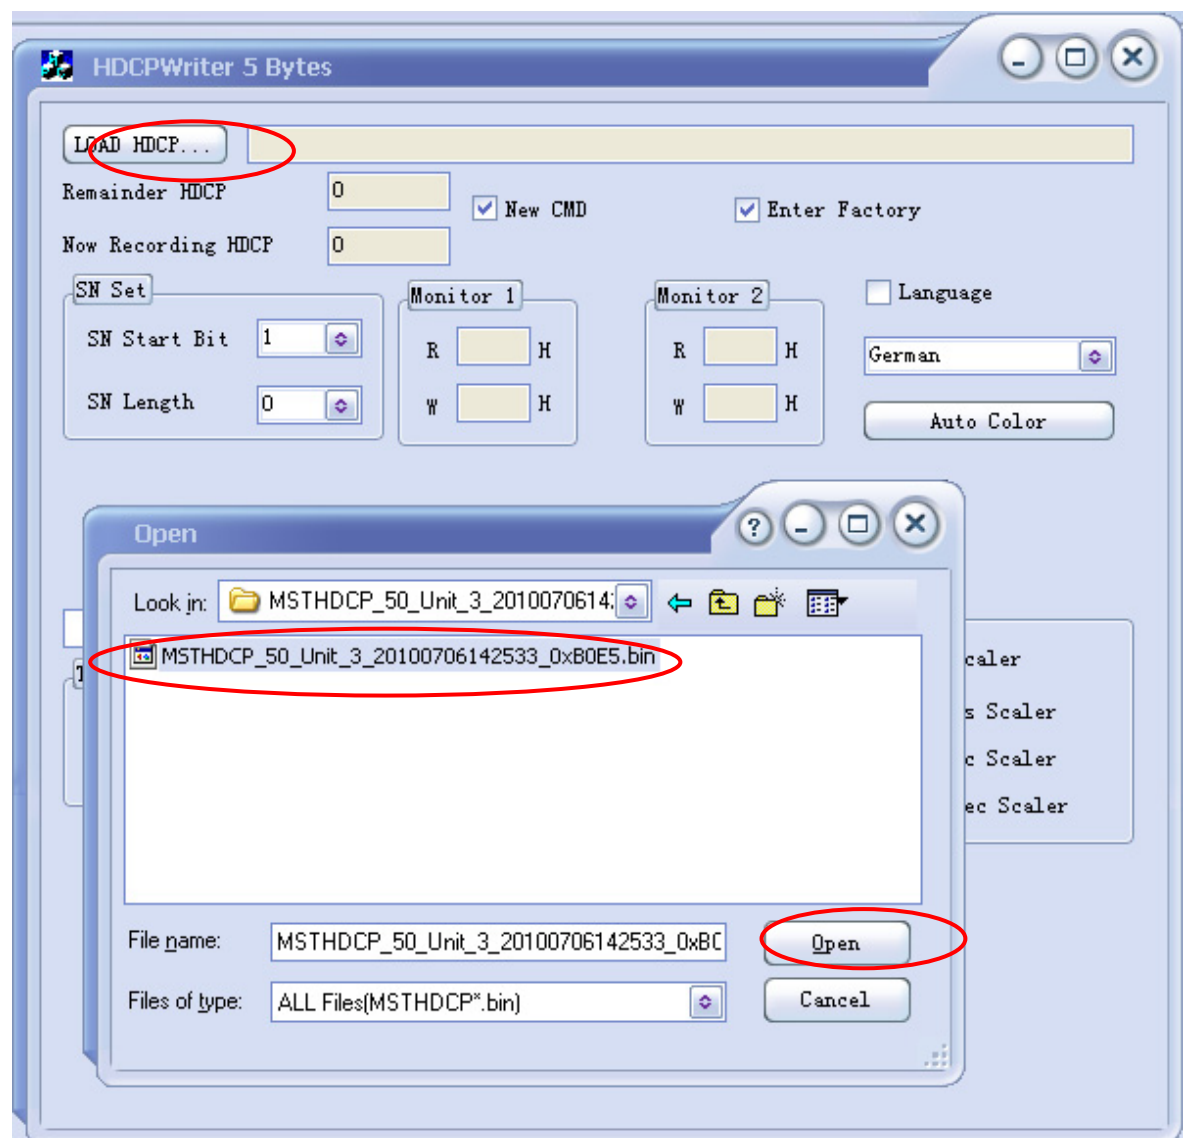 HDCPWriter 5 Bytes
LOAD HDCP...
Remainder HDCP 0
New CMD
Enter Factory
Now Recording HDCP 0
SN Set
Monitor 1
Monitor 2
Language
SN Start Bit 1
R H
R H
German
SN Length 0
W H
W H
Auto Color
Open
Look in: MSTHDCP_50_Unit_3_2010070614
MSTHDCP_50_Unit_3_20100706142533_0xB0E5.bin
caler
s Scaler
c Scaler
ec Scaler
File name: MSTHDCP_50_Unit_3_20100706142533_0xB0
Open
Files of type: ALL Files(MSTHDCP*.bin)
Cancel